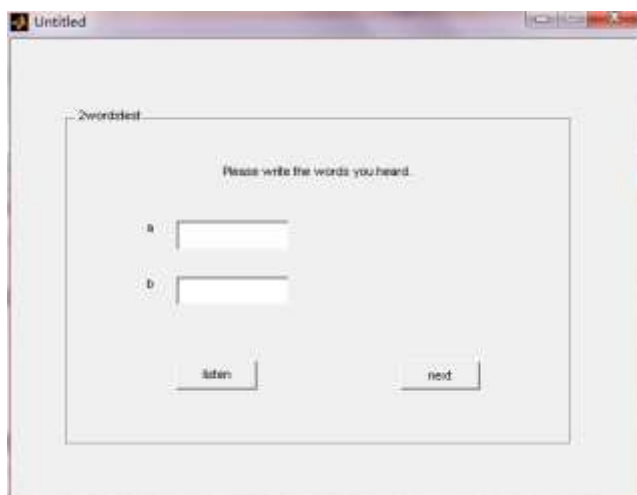 Untitled
2wordstest
Please write the words you heard.
a
b
listen
next